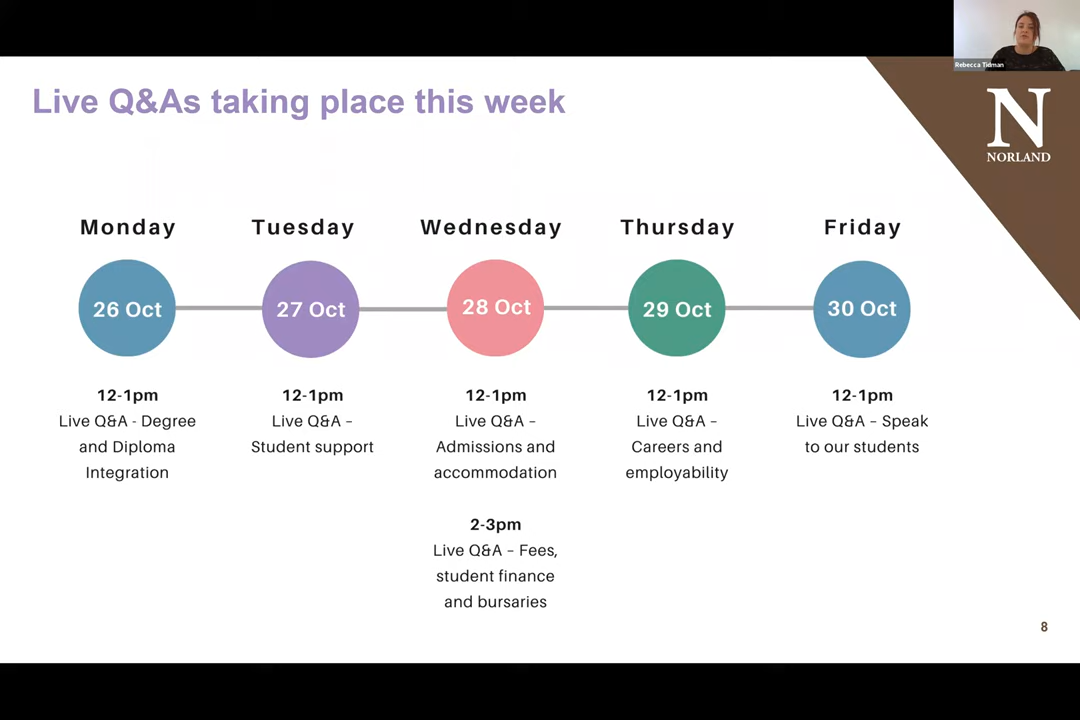 Rebecca Tidman
Live Q&As taking place this week
N
NORLAND
Monday
26 Oct
12-1pm
Live Q&A - Degree
and Diploma
Integration
Tuesday
27 Oct
12-1pm
Live Q&A –
Student support
Wednesday
28 Oct
12-1pm
Live Q&A –
Admissions and
accommodation
2-3pm
Live Q&A – Fees,
student finance
and bursaries
Thursday
29 Oct
12-1pm
Live Q&A –
Careers and
employability
Friday
30 Oct
12-1pm
Live Q&A – Speak
to our students
8